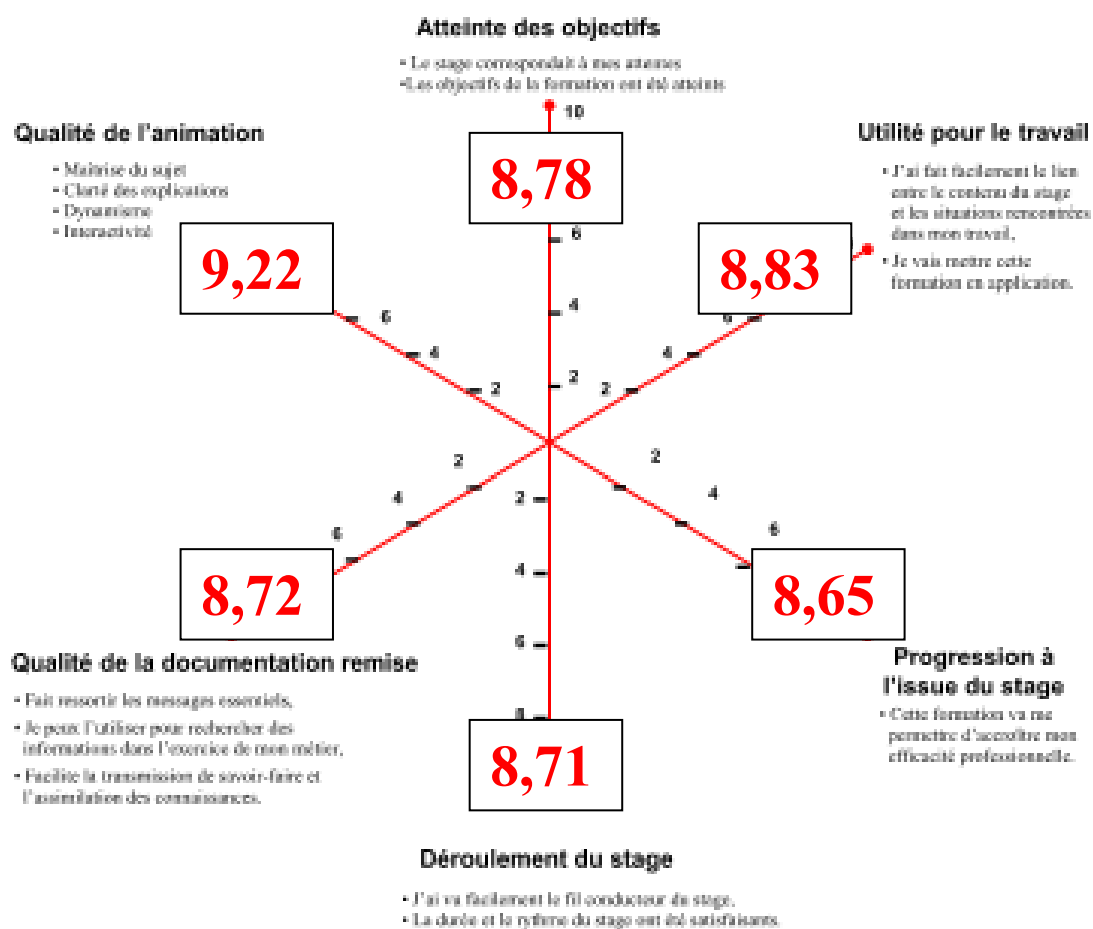 Atteinte des objectifs
• Le stage correspondait à mes attentes
•Les objectifs de la formation ont été atteints
10
8,78
6
4
2
Utilité pour le travail
• J'ai fait facilement le lien
entre le contenu du stage
et les situations rencontrées
dans mon travail,
• Je vais mettre cette
formation en application.
8,83
6
4
2
Progression à
l'issue du stage
• Cette formation va me
permettre d'accroître mon
efficacité professionnelle.
2
4
6
8,65
Déroulement du stage
• J'ai vu facilement le fil conducteur du stage,
• La durée et le rythme du stage ont été satisfaisants.
2
4
6
8
8,71
Qualité de la documentation remise
• Fait ressortir les messages essentiels,
• Je peux l'utiliser pour rechercher des
informations dans l'exercice de mon métier,
• Facilite la transmission de savoir-faire et
l'assimilation des connaissances.
2
4
6
8,72
Qualité de l'animation
• Maîtrise du sujet
• Clarté des explications
• Dynamisme
• Interactivité
9,22
6
4
2